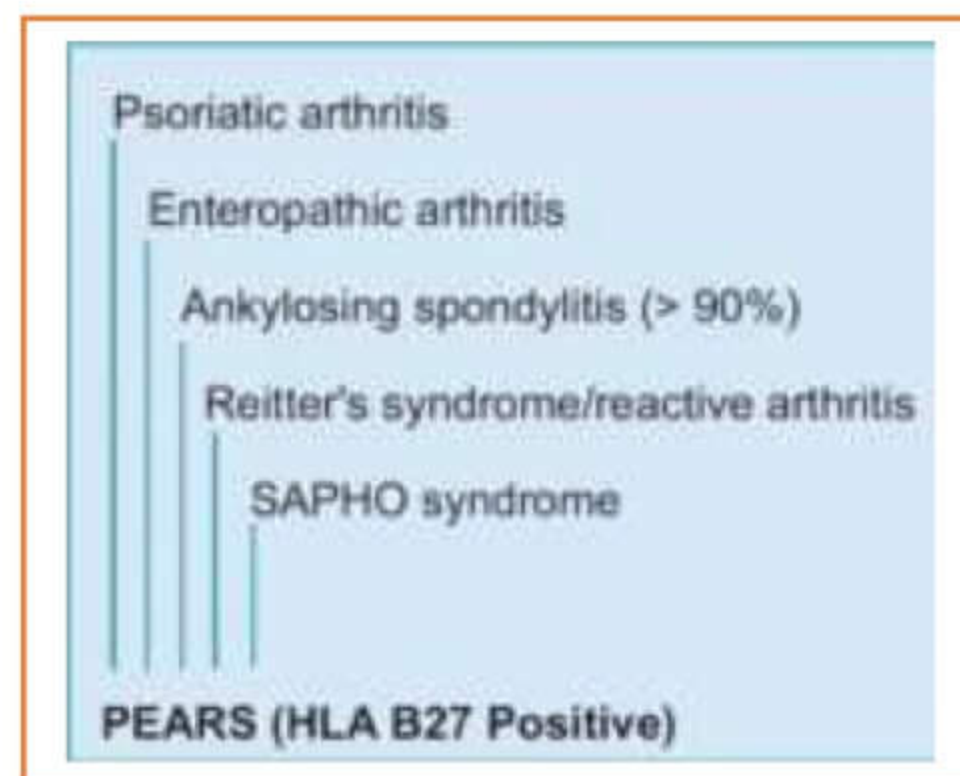 Psoriatic arthritis
Enteropathic arthritis
Ankylosing spondylitis (> 90%)
Reitter's syndrome/reactive arthritis
SAPHO syndrome
PEARS (HLA B27 Positive)